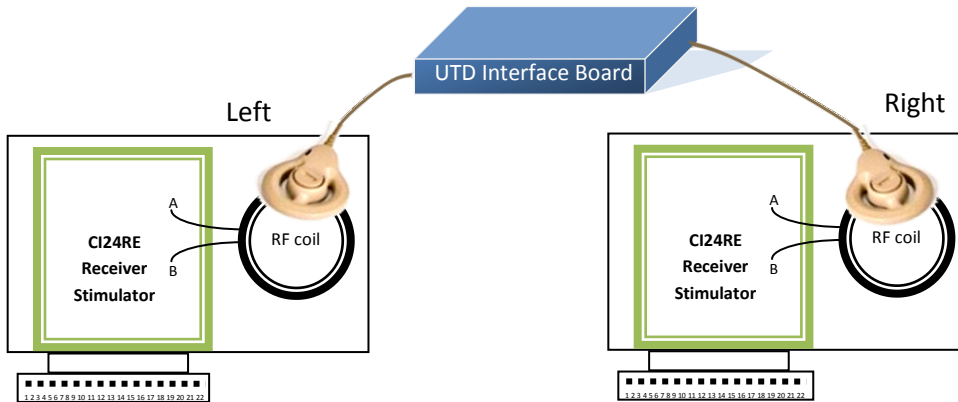 UTD Interface Board
Left
Right
A
CI24RE
Receiver
Stimulator
B
RF coil
1 2 3 4 5 6 7 8 9 10 11 12 13 14 15 16 17 18 19 20 21 22
A
CI24RE
Receiver
Stimulator
B
RF coil
1 2 3 4 5 6 7 8 9 10 11 12 13 14 15 16 17 18 19 20 21 22